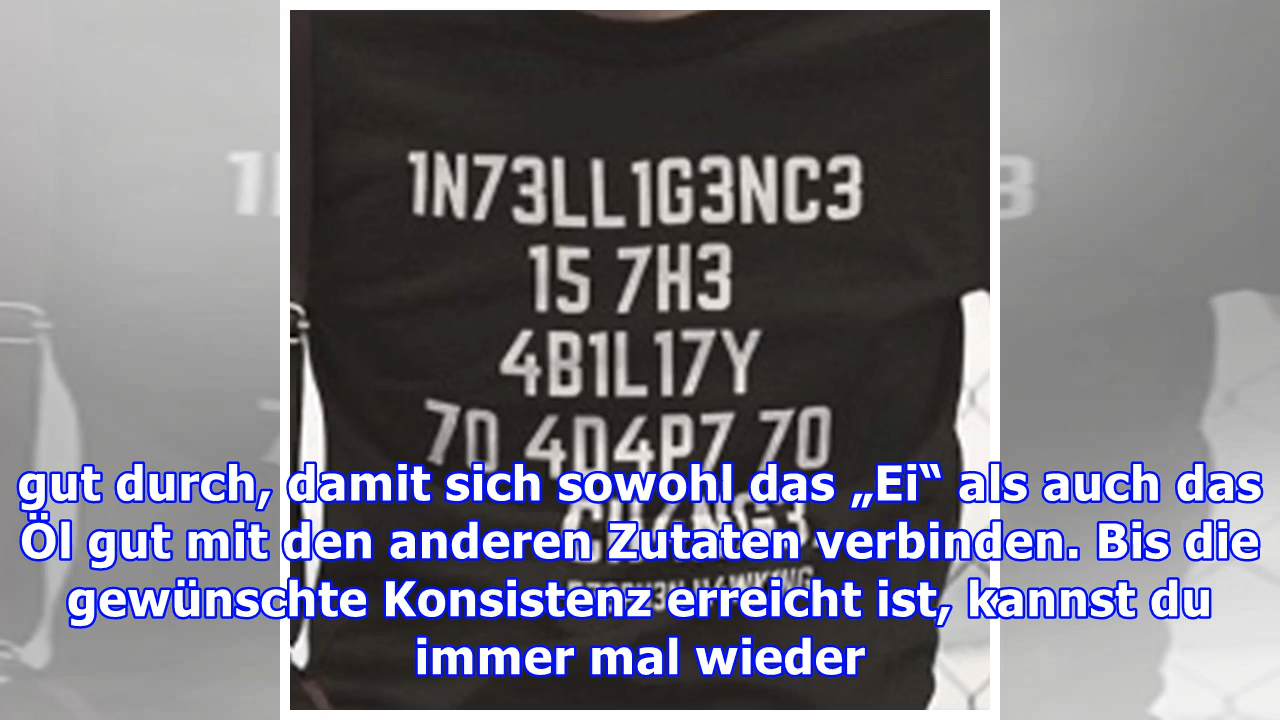 1N73LL1G3NC3
15 7H3
4B1L17Y
70 4D4P7 70
CH4NG3
gut durch, damit sich sowohl das „Ei“ als auch das
Öl gut mit den anderen Zutaten verbinden. Bis die
gewünschte Konsistenz erreicht ist, kannst du
immer mal wieder